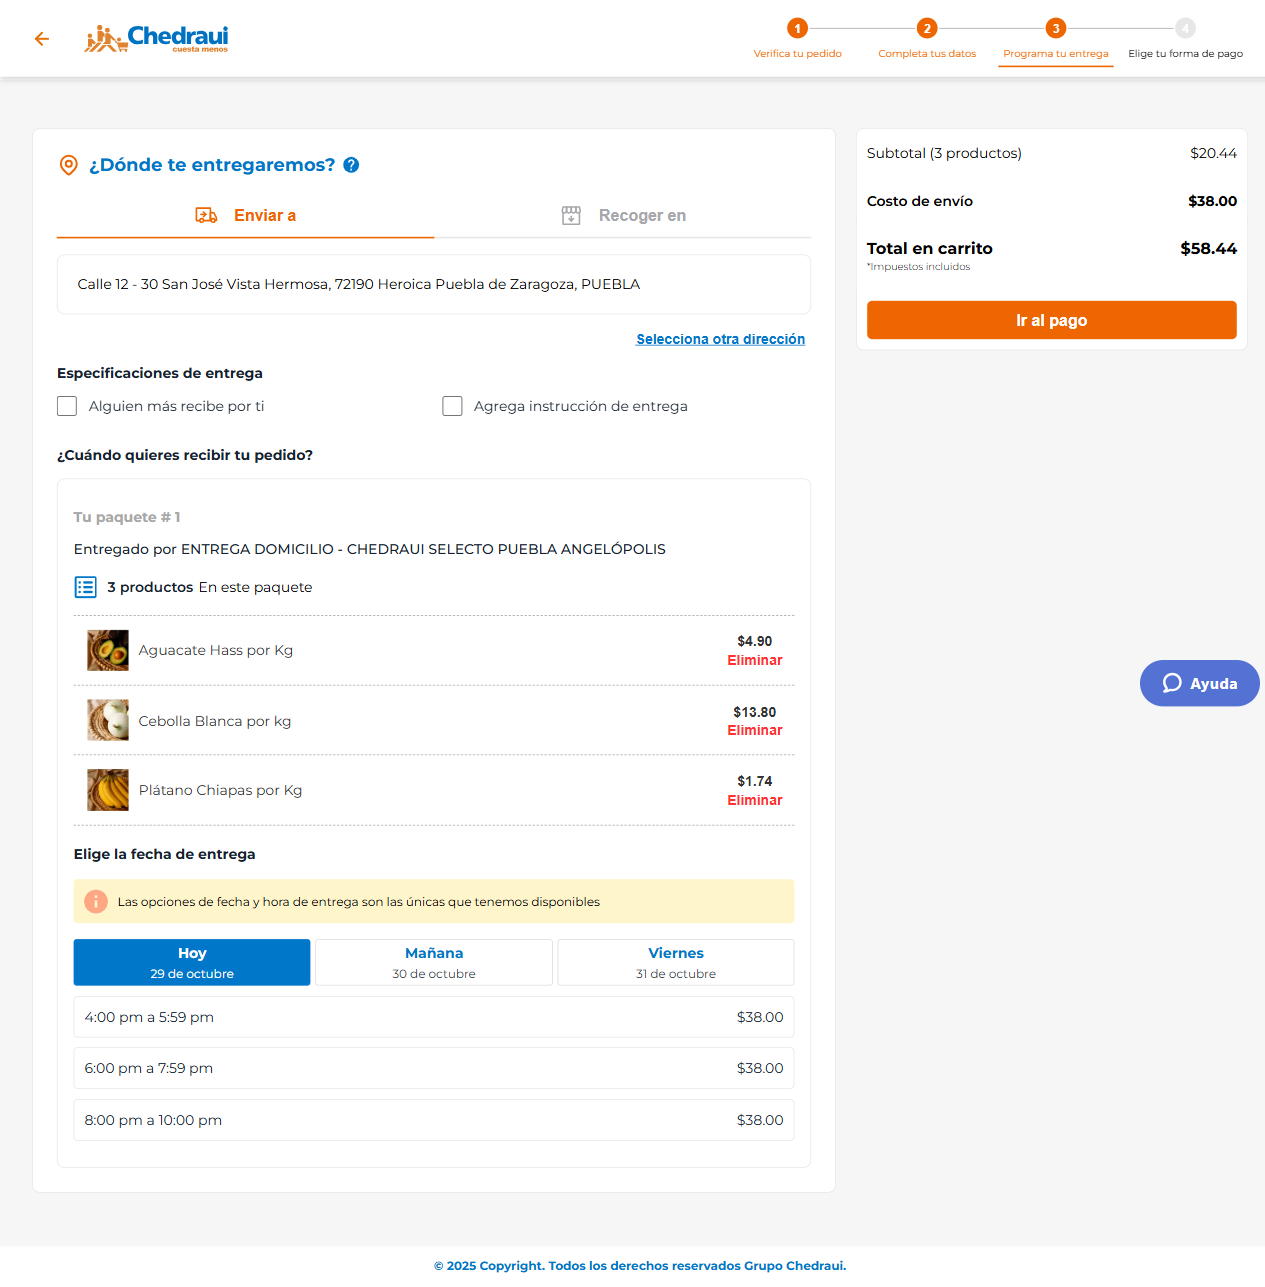 Chedraui
cuesta menos
1
Verifica tu pedido
2
Completa tus datos
3
Programa tu entrega
4
Elige tu forma de pago
¿Dónde te entregaremos? ?
Enviar a
Recoger en
Calle 12 - 30 San José Vista Hermosa, 72190 Heroica Puebla de Zaragoza, PUEBLA
Selecciona otra dirección
Especificaciones de entrega
Alguien más recibe por ti
Agrega instrucción de entrega
¿Cuándo quieres recibir tu pedido?
Tu paquete # 1
Entregado por ENTREGA DOMICILIO - CHEDRAUI SELECTO PUEBLA ANGELÓPOLIS
3 productos En este paquete
Aguacate Hass por Kg
$4.90
Eliminar
Cebolla Blanca por kg
$13.80
Eliminar
Plátano Chiapas por Kg
$1.74
Eliminar
Elige la fecha de entrega
i Las opciones de fecha y hora de entrega son las únicas que tenemos disponibles
Hoy
29 de octubre
Mañana
30 de octubre
Viernes
31 de octubre
4:00 pm a 5:59 pm $38.00
6:00 pm a 7:59 pm $38.00
8:00 pm a 10:00 pm $38.00
Subtotal (3 productos) $20.44
Costo de envío $38.00
Total en carrito $58.44
*Impuestos incluidos
Ir al pago
Ayuda
© 2025 Copyright. Todos los derechos reservados Grupo Chedraui.